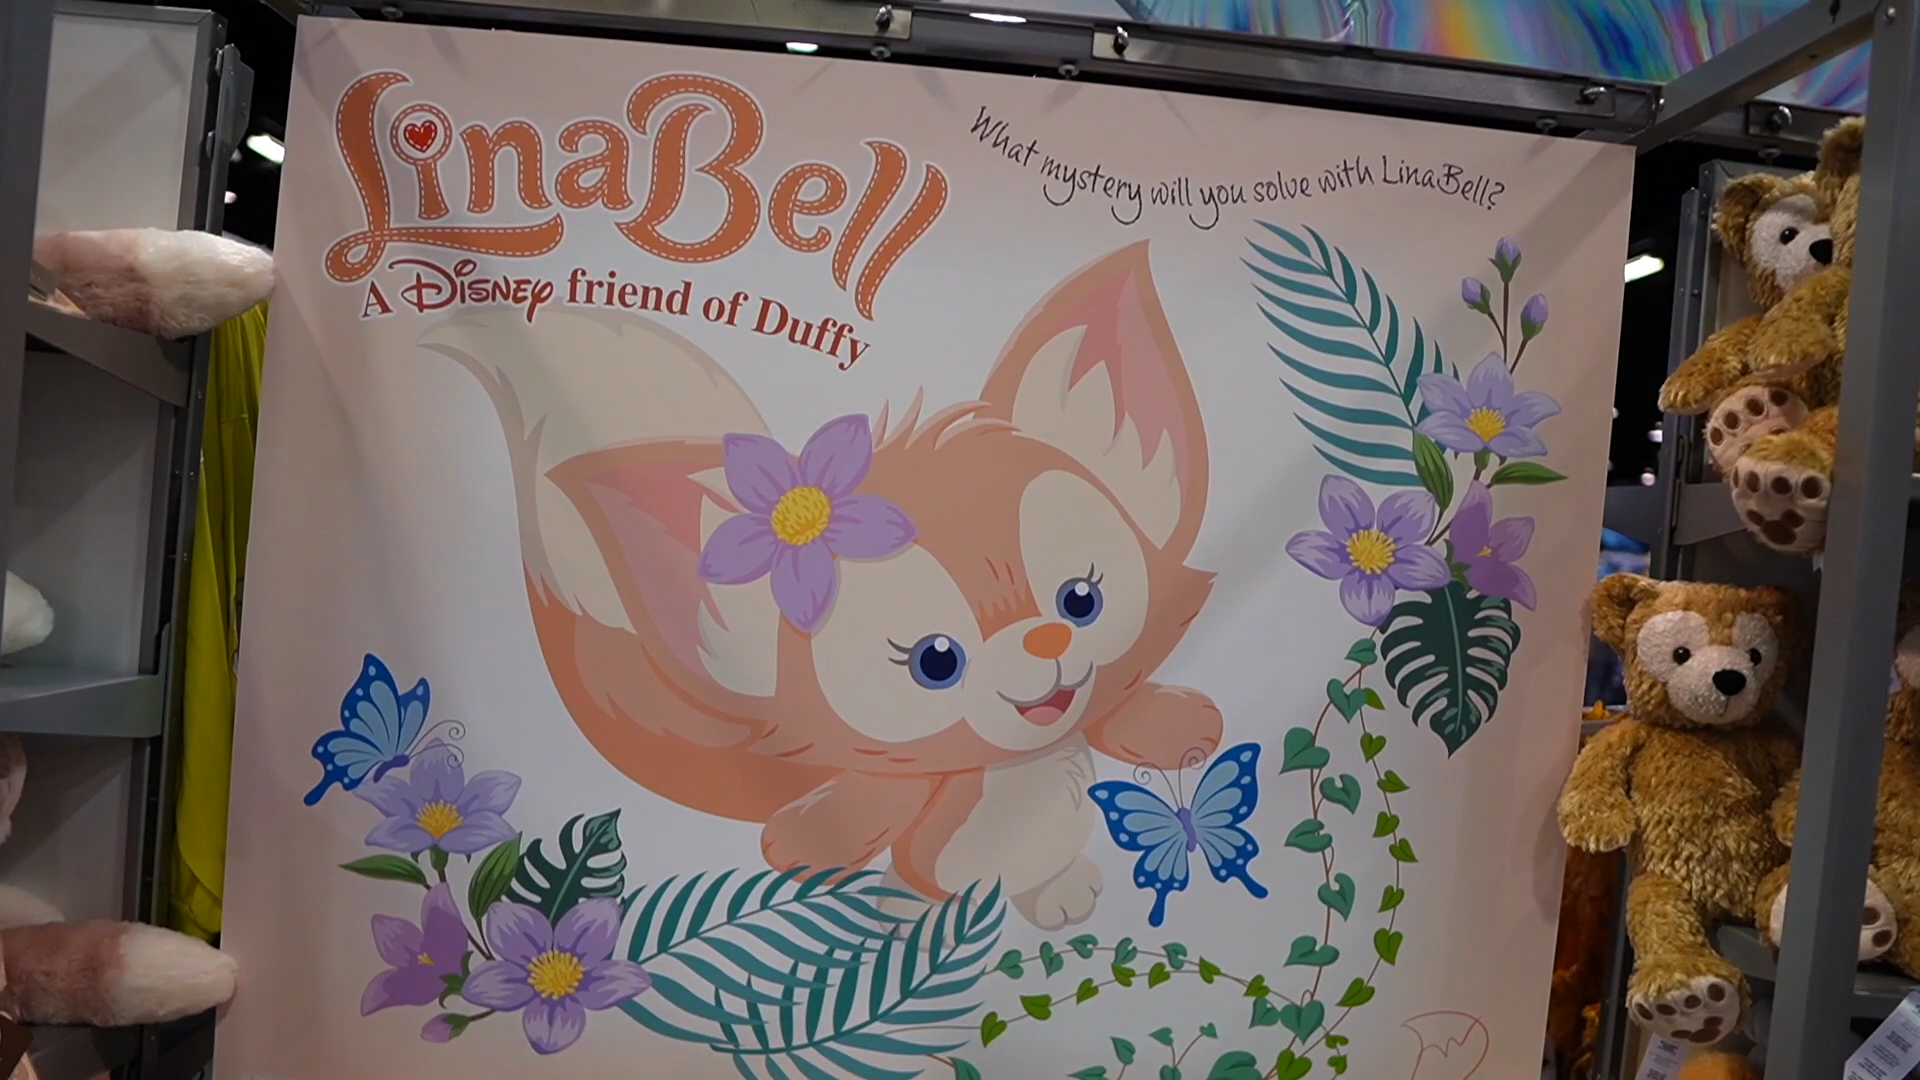 LinaBell
A Disney friend of Duffy
What mystery will you solve with LinaBell?